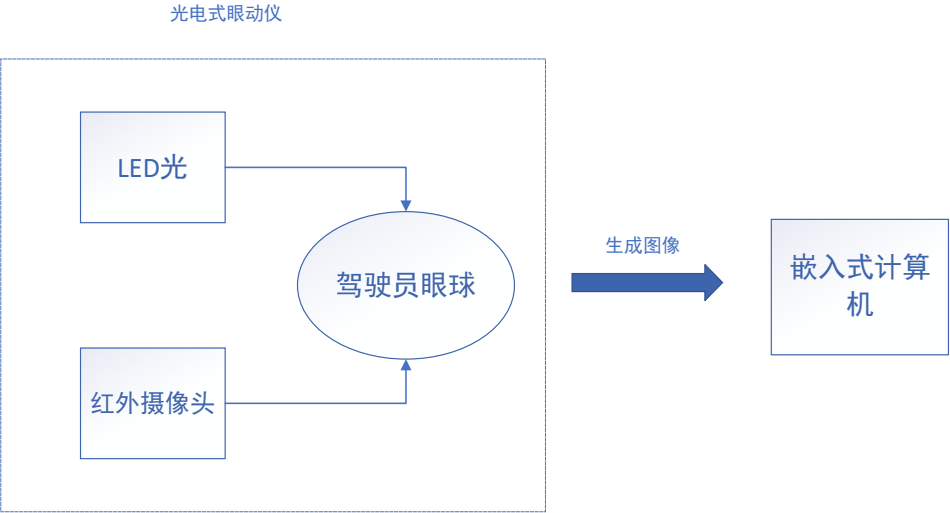 光电式眼动仪
LED光
驾驶员眼球
生成图像
嵌入式计算
机
红外摄像头